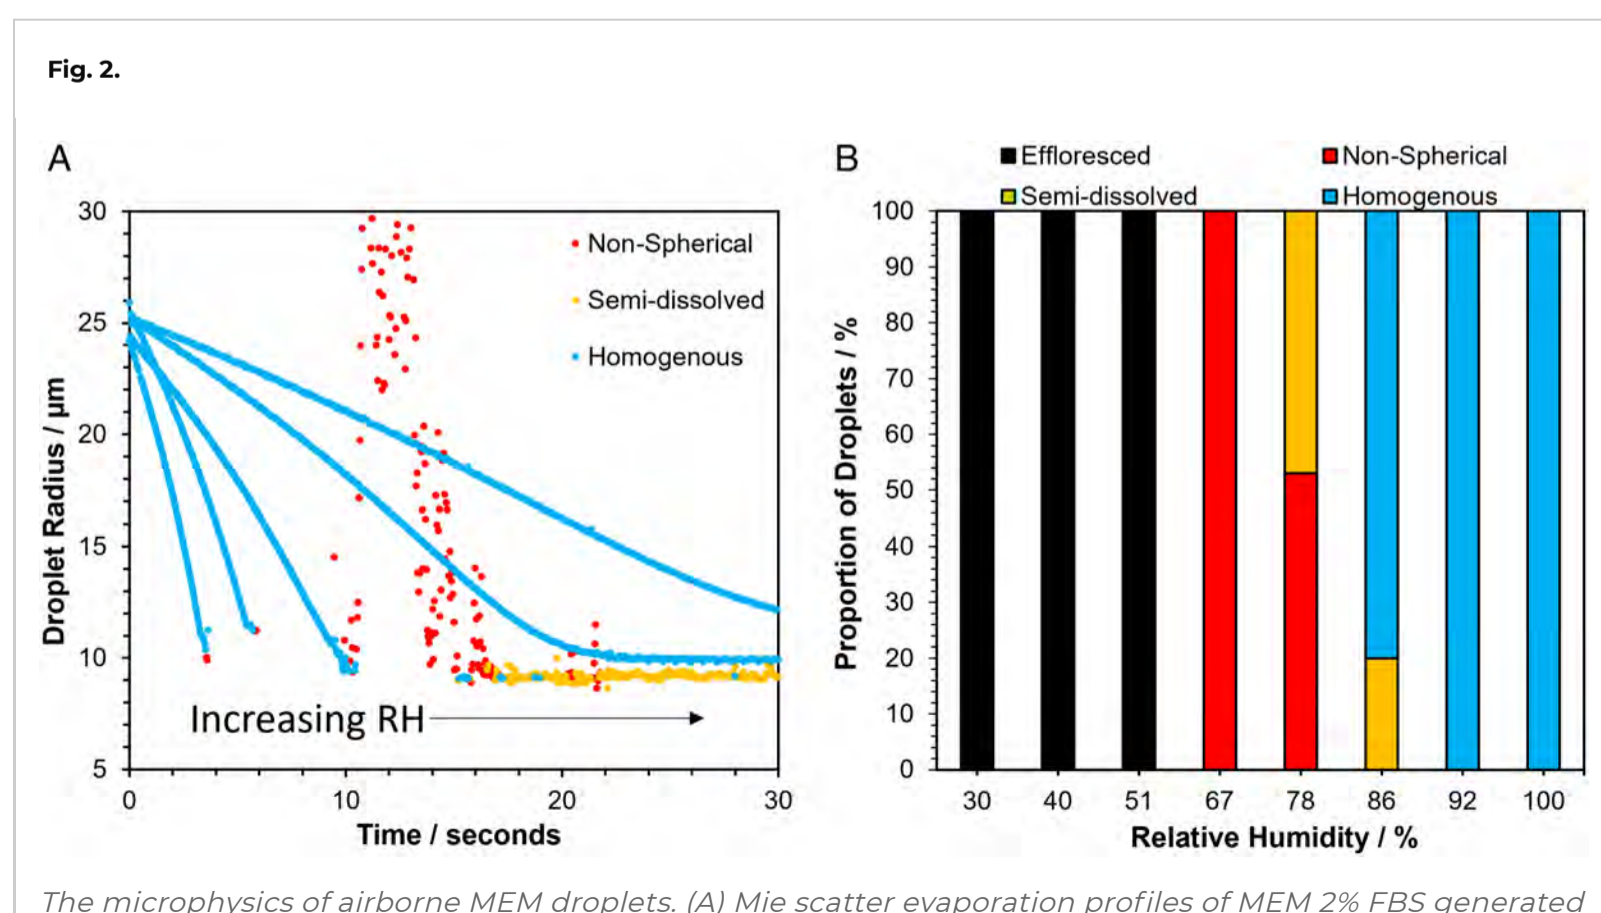 Fig. 2.
A
30
25
20
15
10
5
Droplet Radius / µm
Non-Spherical
Semi-dissolved
Homogenous
Increasing RH
0 10 20 30
Time / seconds
B
Effloresced Non-Spherical
Semi-dissolved Homogenous
100
90
80
70
60
50
40
30
20
10
0
Proportion of Droplets / %
30 40 51 67 78 86 92 100
Relative Humidity / %
The microphysics of airborne MEM droplets. (A) Mie scatter evaporation profiles of MEM 2% FBS generated